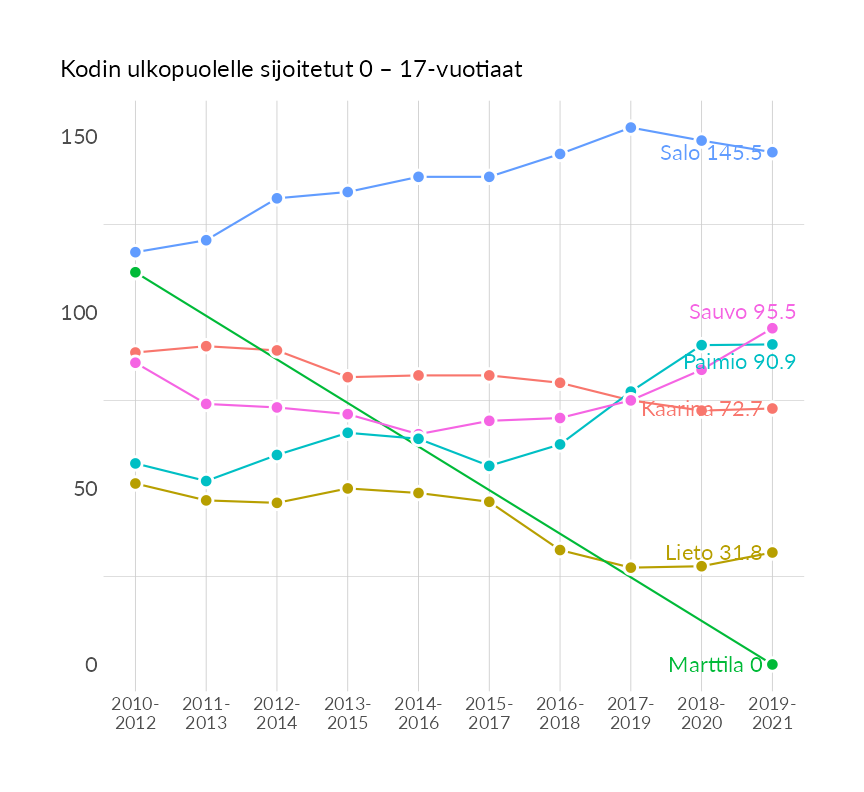 Kodin ulkopuolelle sijoitetut 0 – 17-vuotiaat
150
Salo 145.5
100
Sauvo 95.5
Paimio 90.9
Kaarina 72.7
50
Lieto 31.8
0
Marttila 0
2010- 2011- 2012- 2013- 2014- 2015- 2016- 2017- 2018- 2019-
2012 2013 2014 2015 2016 2017 2018 2019 2020 2021